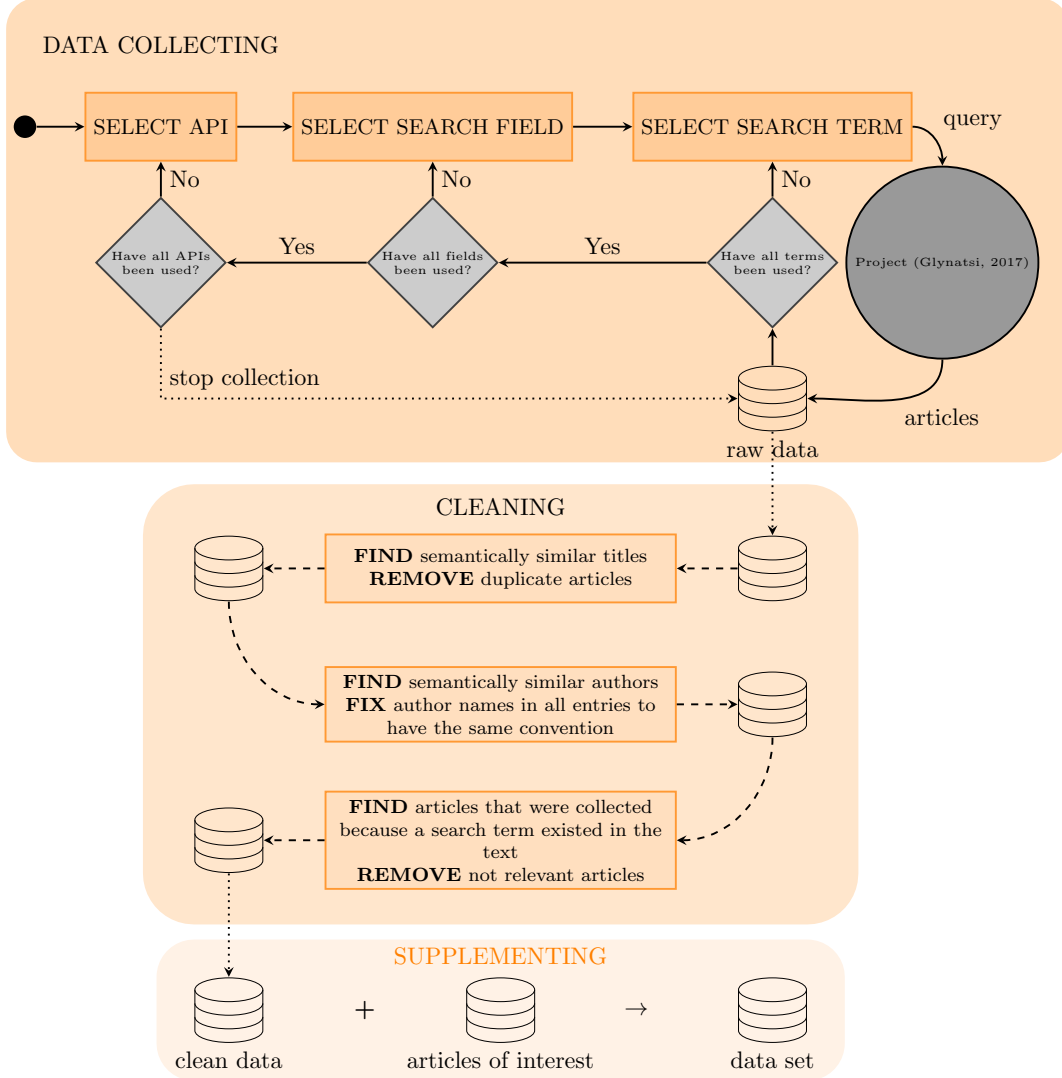 DATA COLLECTING
SELECT API
SELECT SEARCH FIELD
SELECT SEARCH TERM
query
No
No
No
Have all APIs
been used?
Yes
Have all fields
been used?
Yes
Have all terms
been used?
Project (Glynatsi, 2017)
stop collection
articles
raw data
CLEANING
FIND semantically similar titles
REMOVE duplicate articles
FIND semantically similar authors
FIX author names in all entries to
have the same convention
FIND articles that were collected
because a search term existed in the
text
REMOVE not relevant articles
SUPPLEMENTING
+
→
clean data
articles of interest
data set